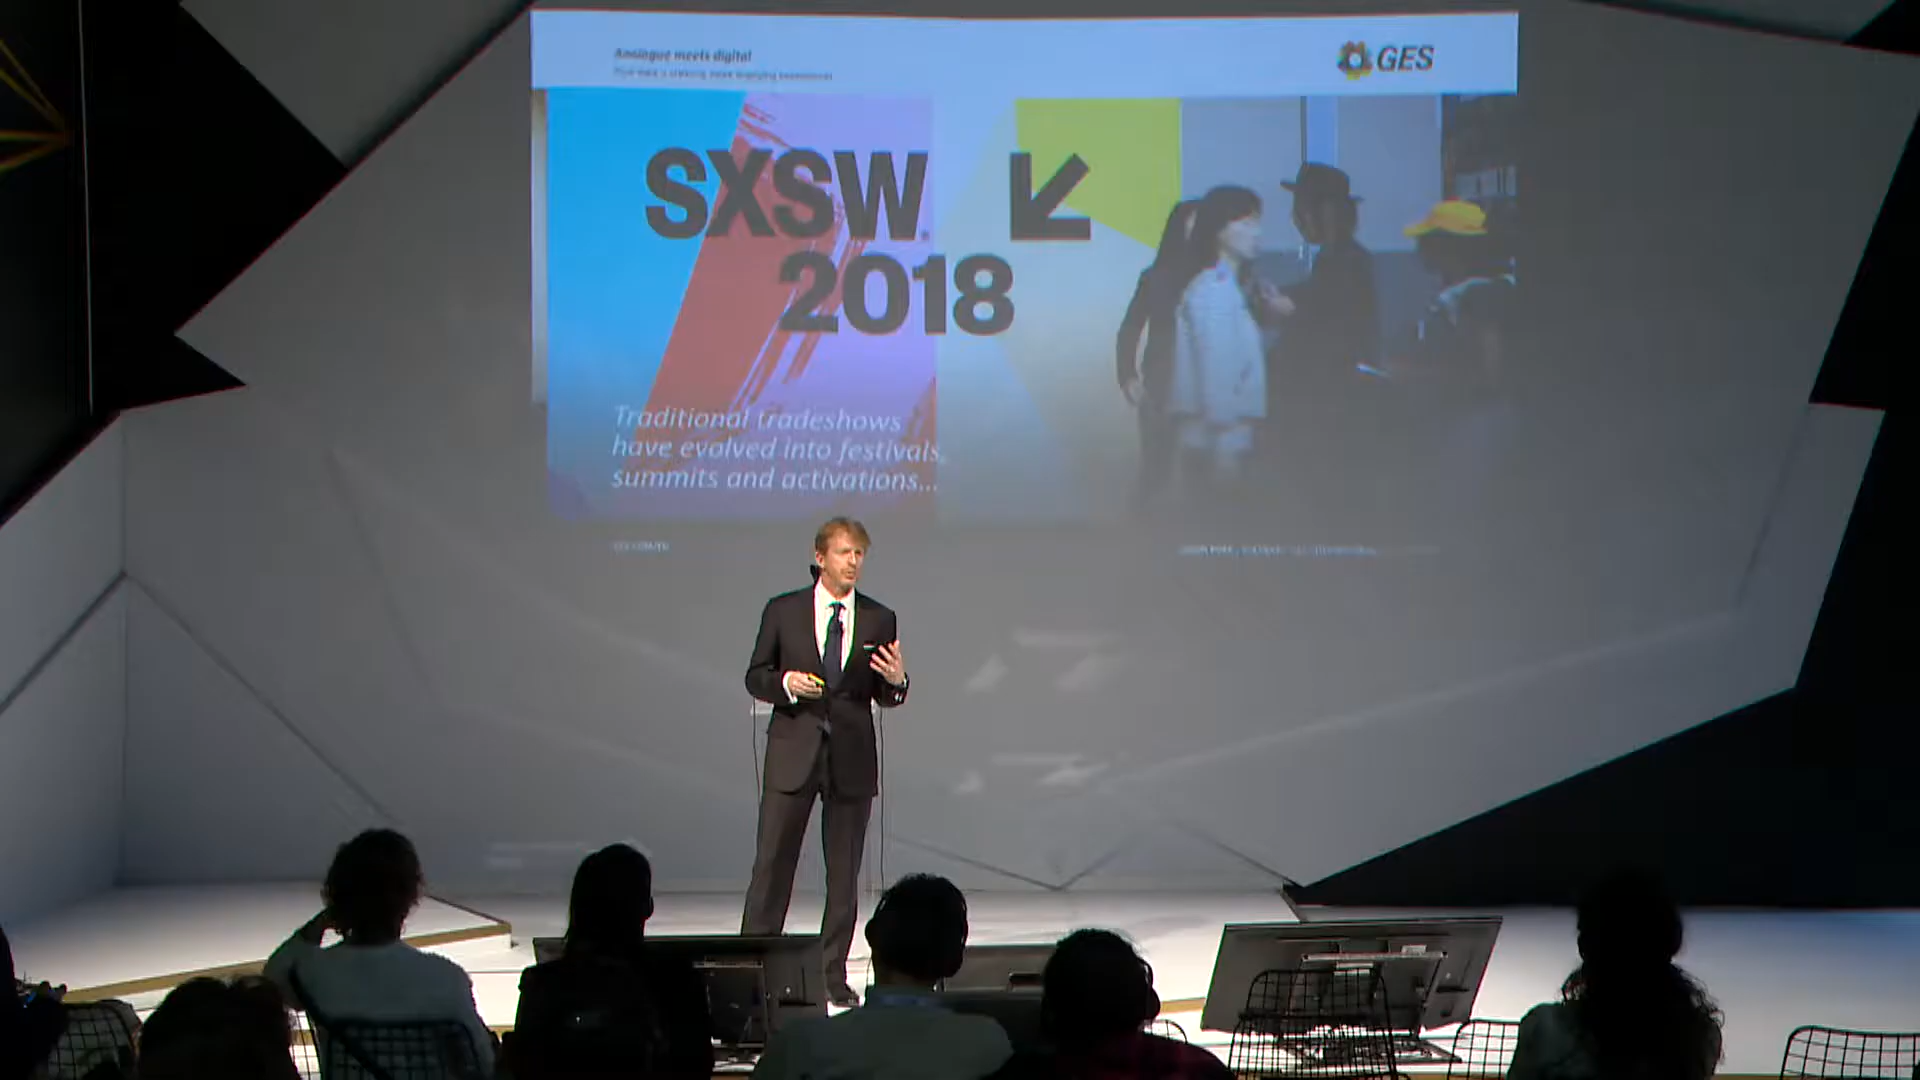 Analogue meets digital
GES
SXSW.
2018
Traditional tradeshows
have evolved into festivals,
summits and activations...